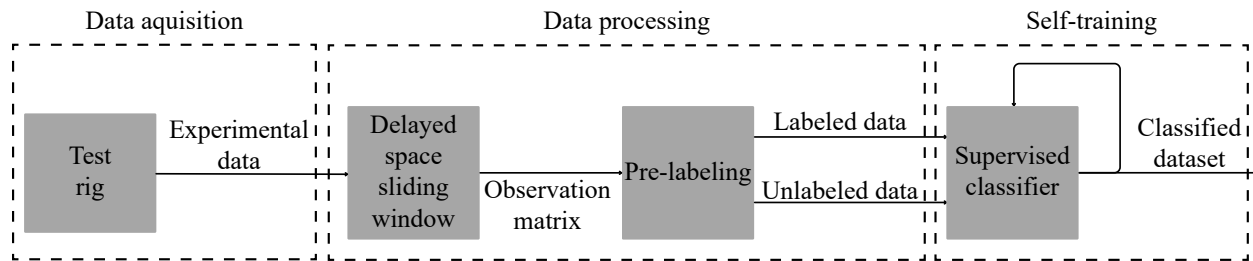 Data aquisition
Data processing
Self-training
Test
rig
Experimental
data
Delayed
space
sliding
window
Observation
matrix
Pre-labeling
Labeled data
Unlabeled data
Supervised
classifier
Classified
dataset